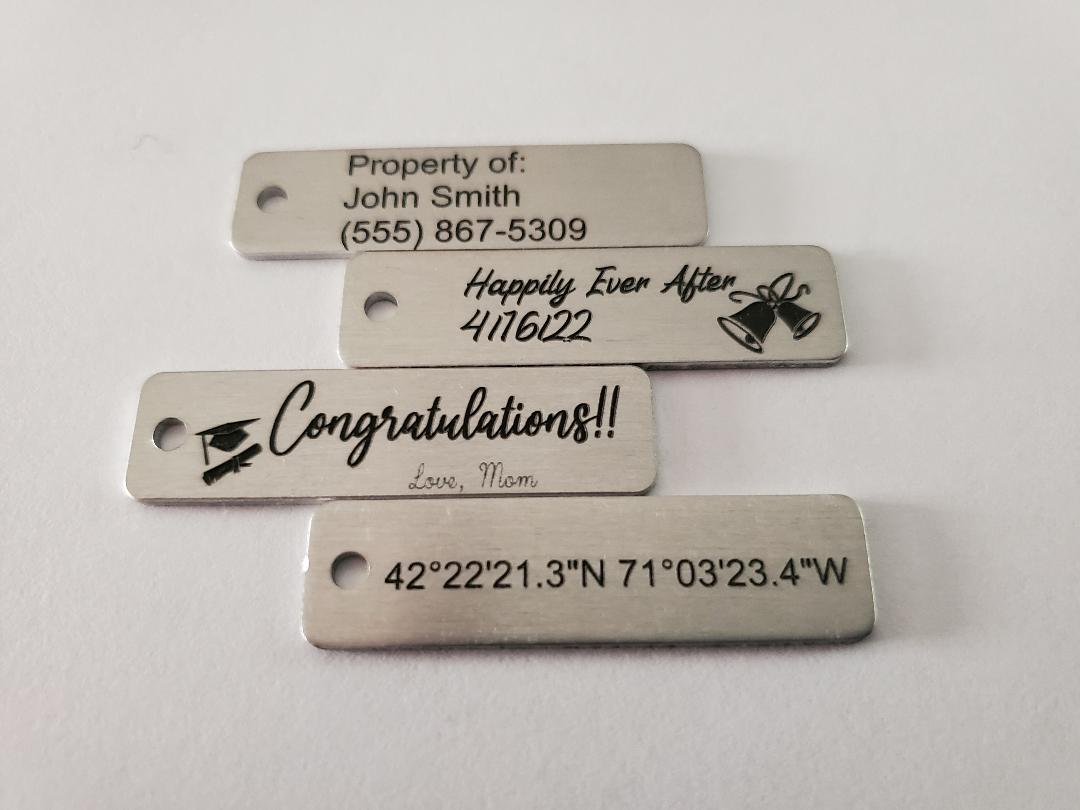 Property of:
John Smith
(555) 867-5309
Happily Ever After
4/16/22
Congratulations!!
Love, Mom
42°22'21.3"N 71°03'23.4"W